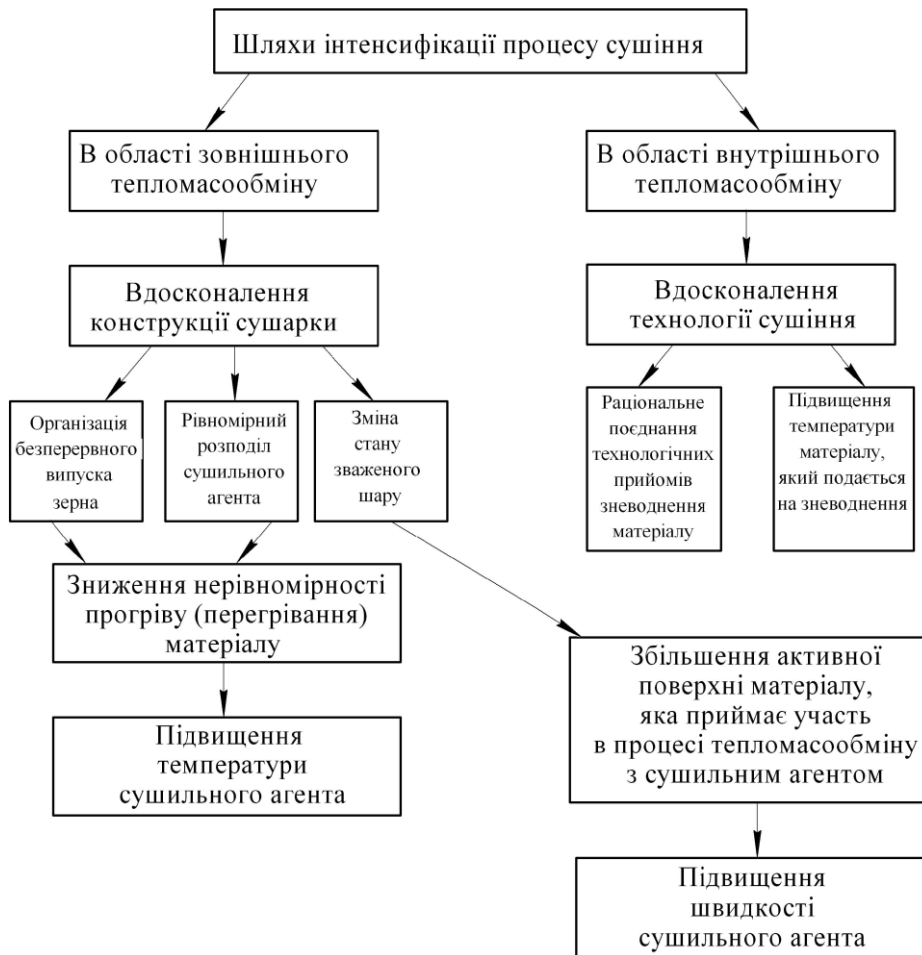 Шляхи інтенсифікації процесу сушіння
В області зовнішнього
тепломасообміну
В області внутрішнього
тепломасообміну
Вдосконалення
конструкції сушарки
Вдосконалення
технології сушіння
Організація
безперервного
випуска
зерна
Рівномірний
розподіл
сушильного
агента
Зміна
стану
зваженого
шару
Раціональне
поєднання
технологічних
прийомів
зневоднення
матеріалу
Підвищення
температури
матеріалу,
який подається
на зневоднення
Зниження нерівномірності
прогріву (перегрівання)
матеріалу
Збільшення активної
поверхні матеріалу,
яка приймає участь
в процесі тепломасообміну
з сушильним агентом
Підвищення
температури
сушильного агента
Підвищення
швидкості
сушильного агента